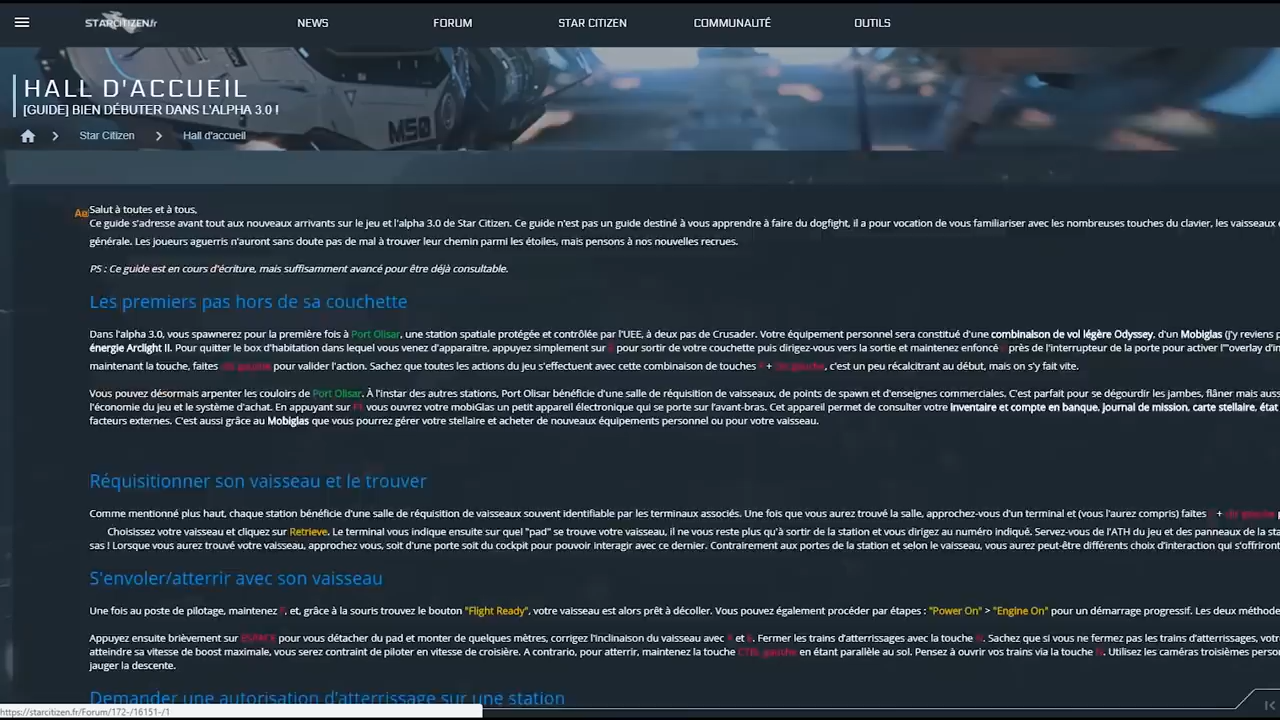 STARCITIZEN.fr
NEWS
FORUM
STAR CITIZEN
COMMUNAUTÉ
OUTILS
HALL D'ACCUEIL
[GUIDE] BIEN DÉBUTER DANS L'ALPHA 3.0 !
M50
Star Citizen
Hall d'accueil
Salut à toutes et à tous,
Ce guide s'adresse avant tout aux nouveaux arrivants sur le jeu et l'alpha 3.0 de Star Citizen. Ce guide n'est pas un guide destiné à vous apprendre à faire du dogfight, il a pour vocation de vous familiariser avec les nombreuses touches du clavier, les vaisseaux
générale. Les joueurs aguerris n'auront sans doute pas de mal à trouver leur chemin parmi les étoiles, mais pensons à nos nouvelles recrues.
PS : Ce guide est en cours d'écriture, mais suffisamment avancé pour être déjà consultable.
Les premiers pas hors de sa couchette
Dans l'alpha 3.0, vous spawnerez pour la première fois à Port Olisar, une station spatiale protégée et contrôlée par l'UEE, à deux pas de Crusader. Votre équipement personnel sera constitué d'une combinaison de vol légère Odyssey, d'un Mobiglas (j'y reviens
énergie Arclight II. Pour quitter le box d'habitation dans lequel vous venez d'apparaitre, appuyez simplement sur pour sortir de votre couchette puis dirigez-vous vers la sortie et maintenez enfoncé près de l'interrupteur de la porte pour activer l'"overlay
maintenant la touche, faites clic gauche pour valider l'action. Sachez que toutes les actions du jeu s'effectuent avec cette combinaison de touches + clic gauche, c'est un peu récalcitrant au début, mais on s'y fait vite.
Vous pouvez désormais arpenter les couloirs de Port Olisar. À l'instar des autres stations, Port Olisar bénéficie d'une salle de réquisition de vaisseaux, de points de spawn et d'enseignes commerciales. C'est parfait pour se dégourdir les jambes, flâner mais
l'économie du jeu et le système d'achat. En appuyant sur F1 vous ouvrez votre mobiGlas un petit appareil électronique qui se porte sur l'avant-bras. Cet appareil permet de consulter votre inventaire et compte en banque, journal de mission, carte stellaire, état
facteurs externes. C'est aussi grâce au Mobiglas que vous pourrez gérer votre stellaire et acheter de nouveaux équipements personnel ou pour votre vaisseau.
Réquisitionner son vaisseau et le trouver
Comme mentionné plus haut, chaque station bénéficie d'une salle de réquisition de vaisseaux souvent identifiable par les terminaux associés. Une fois que vous aurez trouvé la salle, approchez-vous d'un terminal et (vous l'aurez compris) faites + clic gauche
Choisissez votre vaisseau et cliquez sur Retrieve. Le terminal vous indique ensuite sur quel "pad" se trouve votre vaisseau, il ne vous reste plus qu'à sortir de la station et vous dirigez au numéro indiqué. Servez-vous de l'ATH du jeu et des panneaux de la
sas ! Lorsque vous aurez trouvé votre vaisseau, approchez vous, soit d'une porte soit du cockpit pour pouvoir interagir avec ce dernier. Contrairement aux portes de la station et selon le vaisseau, vous aurez peut-être différents choix d'interaction qui s'offriront
S'envoler/atterrir avec son vaisseau
Une fois au poste de pilotage, maintenez , et, grâce à la souris trouvez le bouton "Flight Ready", votre vaisseau est alors prêt à décoller. Vous pouvez également procéder par étapes : "Power On" > "Engine On" pour un démarrage progressif. Les deux
Appuyez ensuite brièvement sur ESPACE pour vous détacher du pad et monter de quelques mètres, corrigez l'inclinaison du vaisseau avec et . Fermer les trains d'atterrissages avec la touche . Sachez que si vous ne fermez pas les trains d'atterrissages,
atteindre sa vitesse de boost maximale, vous serez contraint de piloter en vitesse de croisière. A contrario, pour atterrir, maintenez la touche CTRL gauche en étant parallèle au sol. Pensez à ouvrir vos trains via la touche . Utilisez les caméras troisièmes
jauger la descente.
Demander une autorisation d'atterrissage sur une station
https://starcitizen.fr/Forum/172-/16151-/1